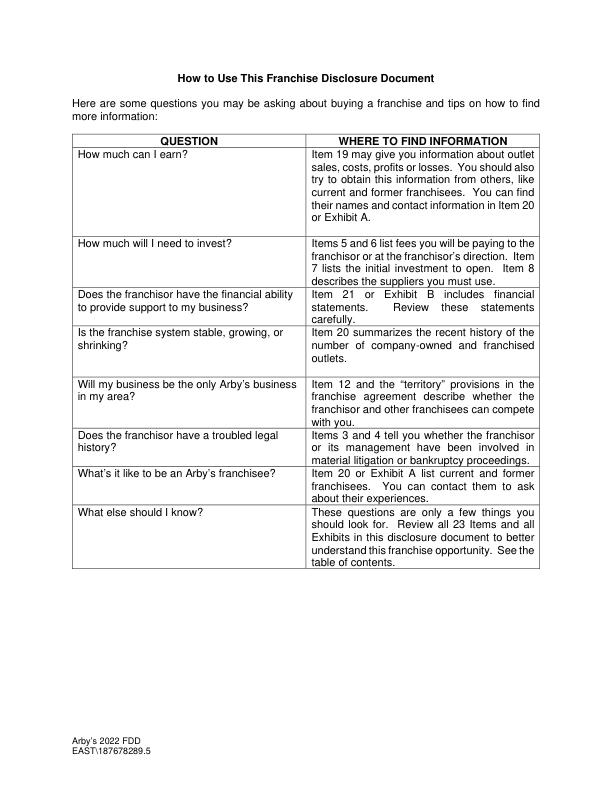 How to Use This Franchise Disclosure Document
Here are some questions you may be asking about buying a franchise and tips on how to find
more information:
QUESTION
WHERE TO FIND INFORMATION
How much can I earn?
Item 19 may give you information about outlet
sales, costs, profits or losses. You should also
try to obtain this information from others, like
current and former franchisees. You can find
their names and contact information in Item 20
or Exhibit A.
How much will I need to invest?
Items 5 and 6 list fees you will be paying to the
franchisor or at the franchisor’s direction. Item
7 lists the initial investment to open. Item 8
describes the suppliers you must use.
Does the franchisor have the financial ability
to provide support to my business?
Item 21 or Exhibit B includes financial
statements. Review these statements
carefully.
Is the franchise system stable, growing, or
shrinking?
Item 20 summarizes the recent history of the
number of company-owned and franchised
outlets.
Will my business be the only Arby’s business
in my area?
Item 12 and the “territory” provisions in the
franchise agreement describe whether the
franchisor and other franchisees can compete
with you.
Does the franchisor have a troubled legal
history?
Items 3 and 4 tell you whether the franchisor
or its management have been involved in
material litigation or bankruptcy proceedings.
What’s it like to be an Arby’s franchisee?
Item 20 or Exhibit A list current and former
franchisees. You can contact them to ask
about their experiences.
What else should I know?
These questions are only a few things you
should look for. Review all 23 Items and all
Exhibits in this disclosure document to better
understand this franchise opportunity. See the
table of contents.
Arby’s 2022 FDD
EAST\187678289.5